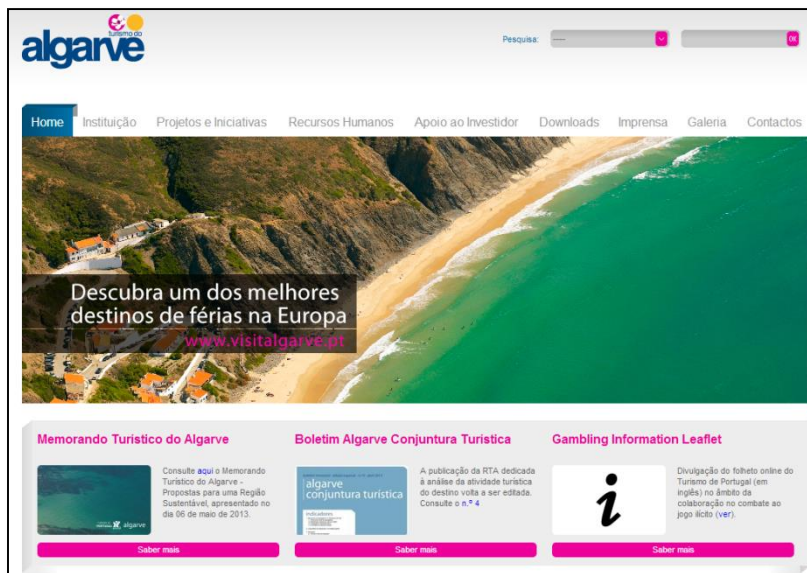 turismo do
algarve
Pesquisa:
OK
Home Instituição Projetos e Iniciativas Recursos Humanos Apoio ao Investidor Downloads Imprensa Galeria Contactos
Descubra um dos melhores
destinos de férias na Europa
www.visitalgarve.pt
Memorando Turístico do Algarve
Consulte aqui o Memorando
Turístico do Algarve -
Propostas para uma Região
Sustentável, apresentado no
dia 06 de maio de 2013.
algarve
Saber mais
Boletim Algarve Conjuntura Turística
algarve
conjuntura turística
indicadores
A publicação da RTA dedicada
à análise da atividade turística
do destino volta a ser editada.
Consulte o n.º 4
Saber mais
Gambling Information Leaflet
i
Divulgação do folheto online do
Turismo de Portugal (em
inglês) no âmbito da
colaboração no combate ao
jogo ilícito (ver).
Saber mais